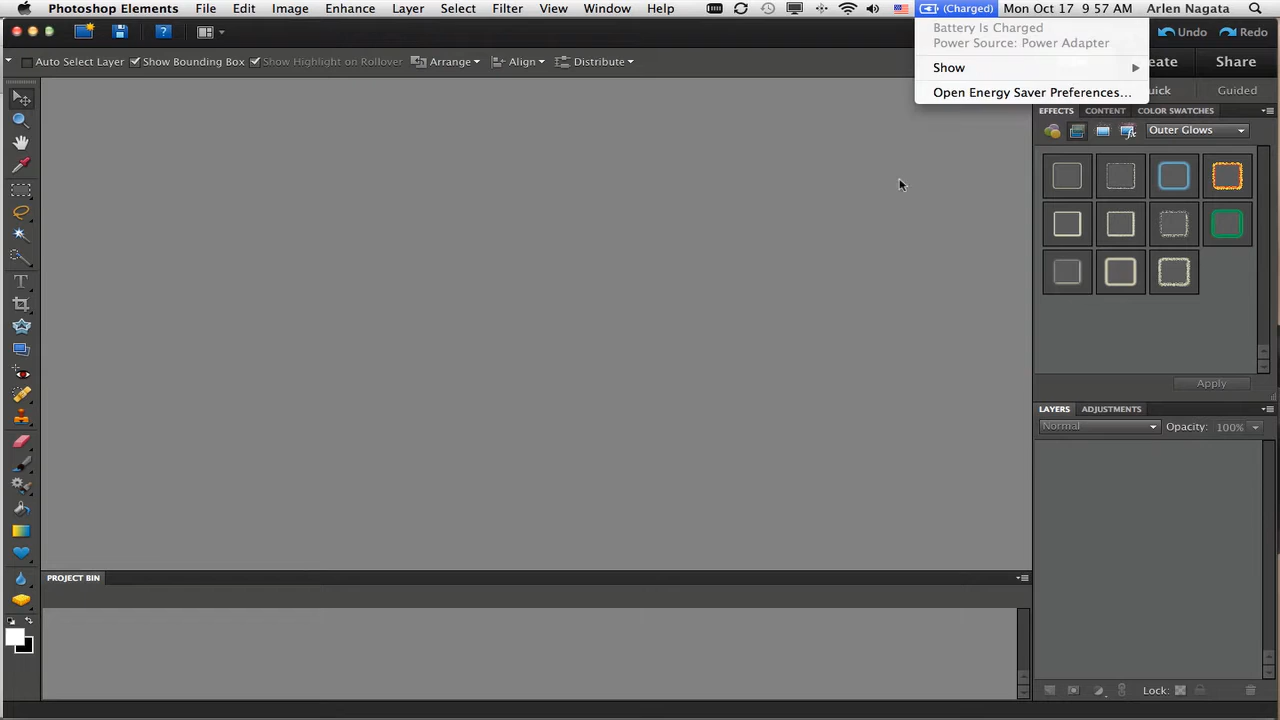 Photoshop Elements File Edit Image Enhance Layer Select Filter View Window Help (Charged) Mon Oct 17 9:57 AM Arlen Nagata
Battery Is Charged
Power Source: Power Adapter
Show
Open Energy Saver Preferences...
? Undo Redo
Auto Select Layer Show Bounding Box Show Highlight on Rollover Arrange Align Distribute
eate Share
uick Guided
EFFECTS CONTENT COLOR SWATCHES
Outer Glows
Apply
LAYERS ADJUSTMENTS
Normal Opacity: 100%
T
PROJECT BIN
Lock: